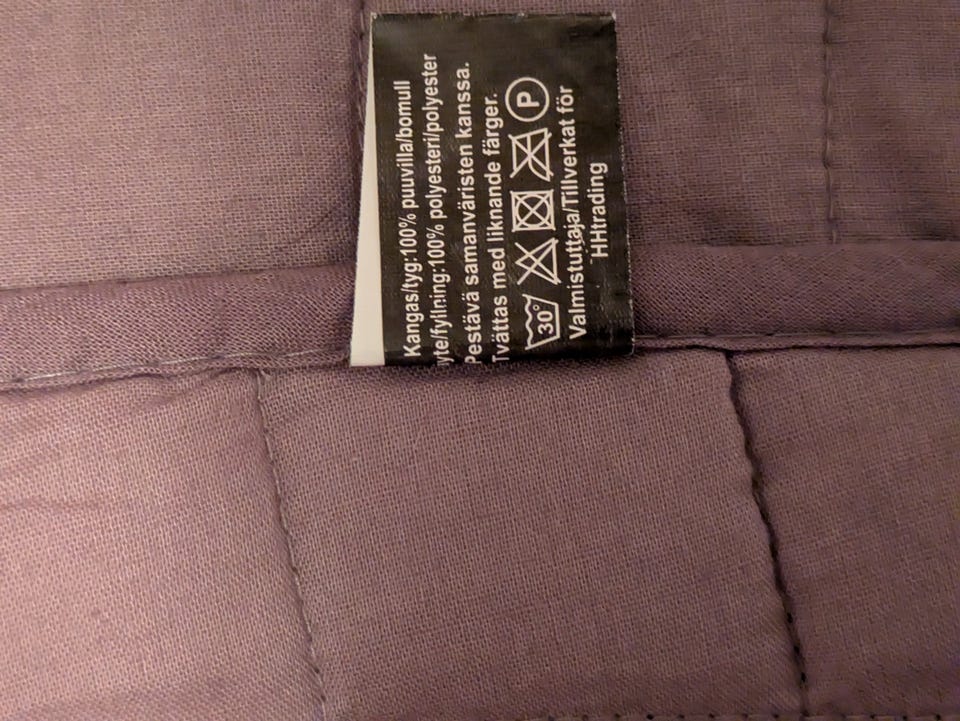 Kangas/tyg:100% puuvilla/bomull
yte/fyllning:100% polyesteri/polyester
Pestävä samanväristen kanssa.
Tvättas med liknande färger.
30° P
Valmistuttaja/Tillverkat för
HHtrading